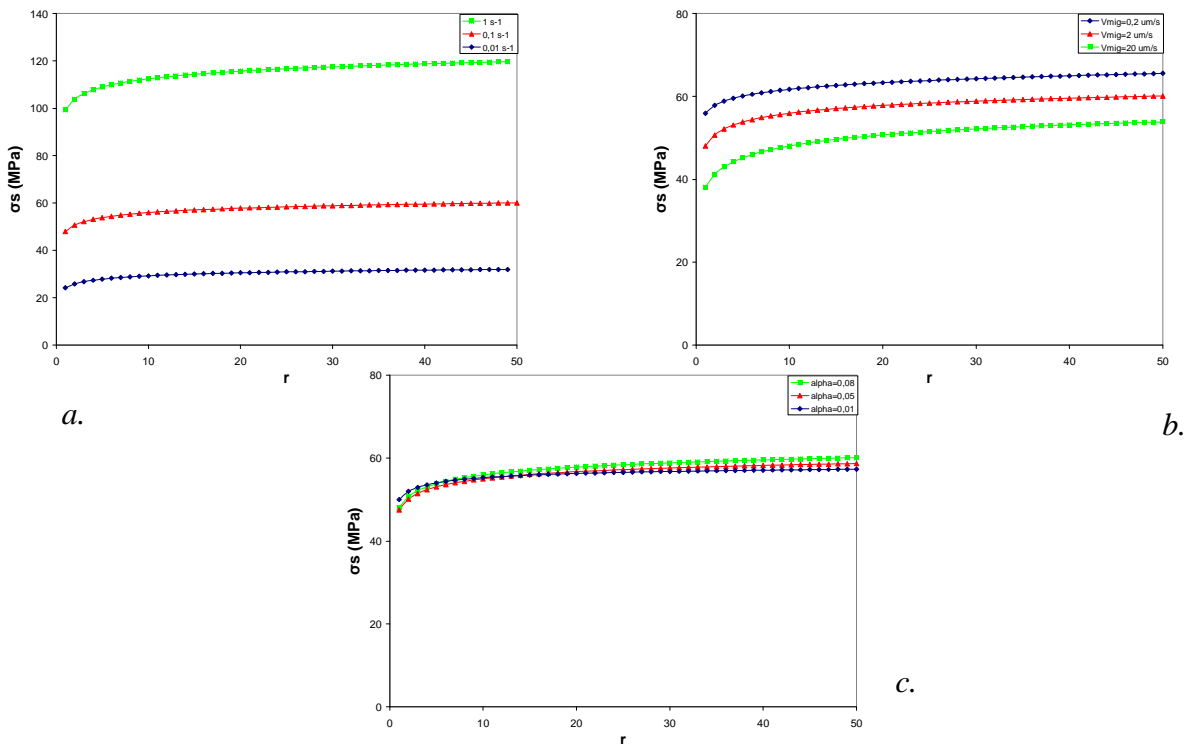 140
120
100
80
60
40
20
0
σs (MPa)
0 10 20 30 40 50
r
1 s-1
0,1 s-1
0,01 s-1
a.
80
60
40
20
0
σs (MPa)
0 10 20 30 40 50
r
Vmig=0,2 um/s
Vmig=2 um/s
Vmig=20 um/s
b.
80
60
40
20
0
σs (MPa)
0 10 20 30 40 50
r
alpha=0,08
alpha=0,05
alpha=0,01
c.